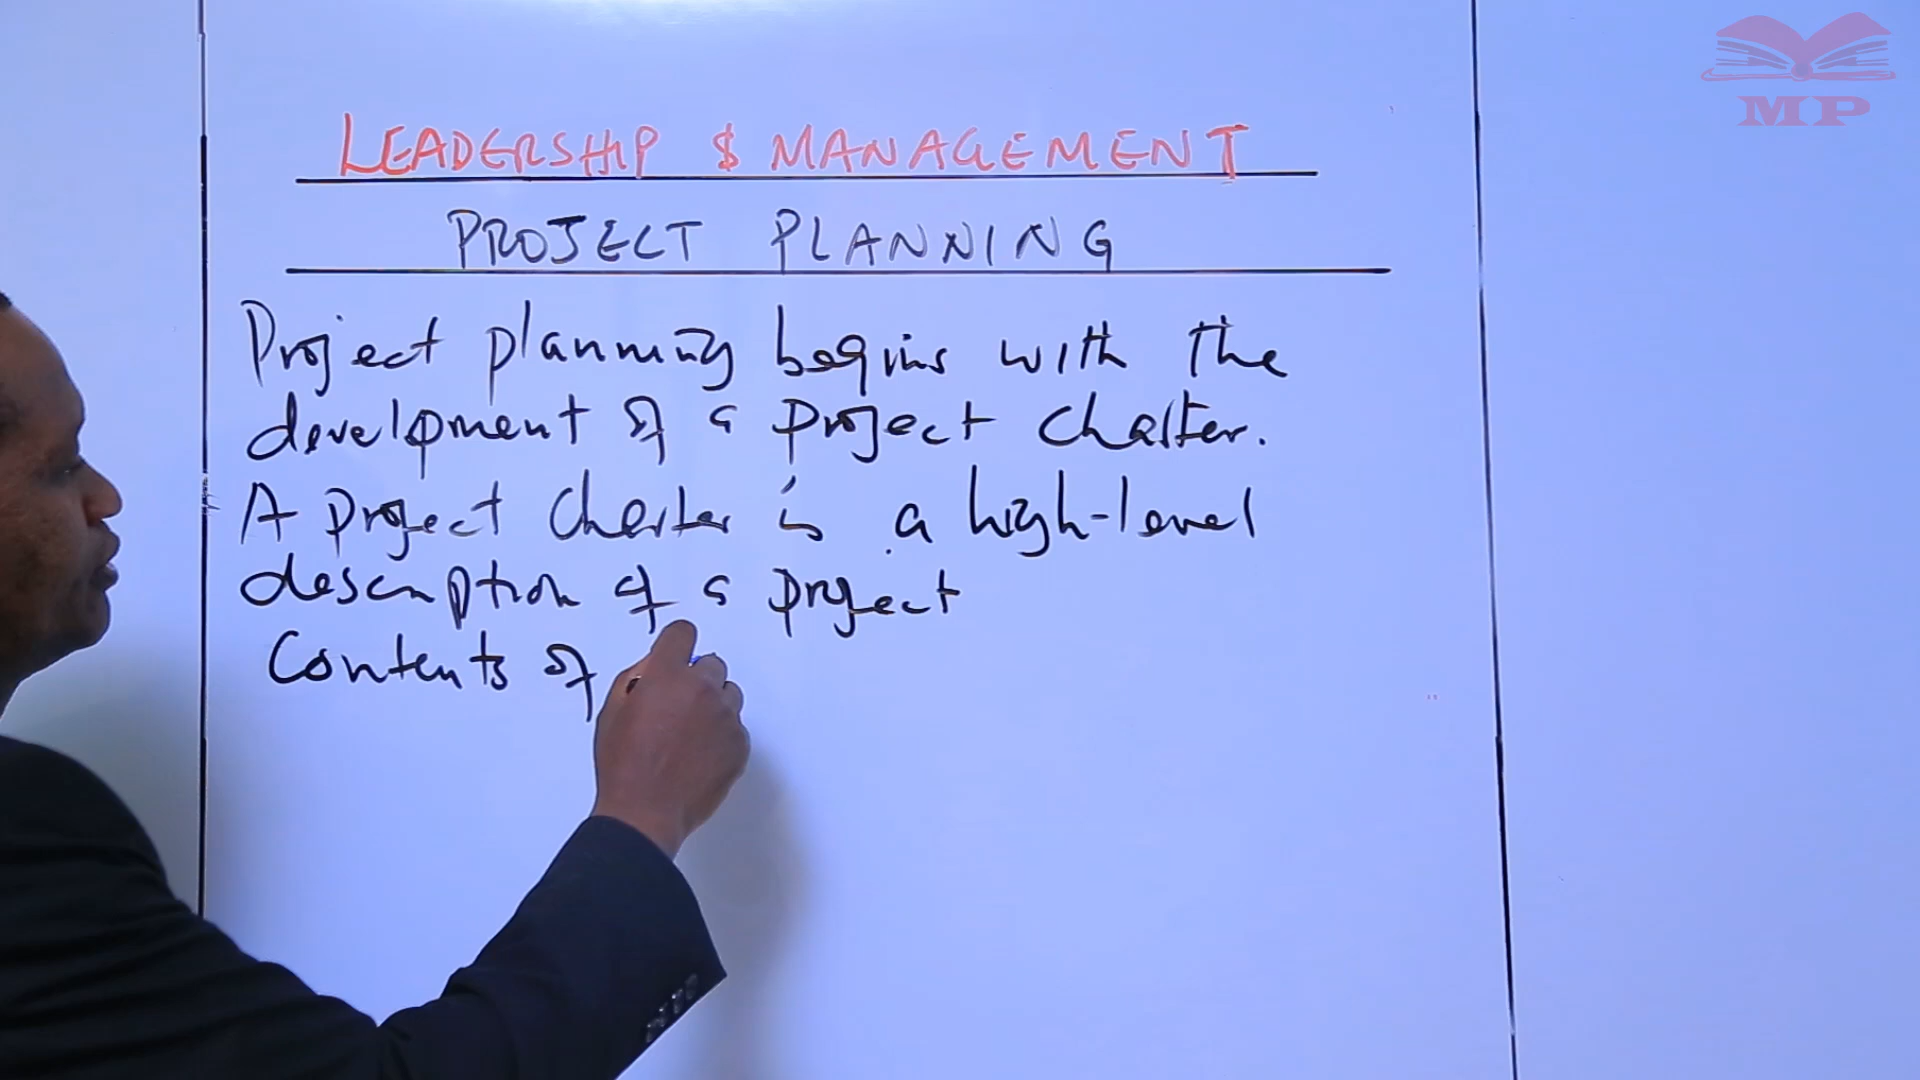 MP
LEADERSHIP & MANAGEMENT
PROJECT PLANNING
Project planning begins with the
development of a project charter.
A project charter is a high-level
description of a project
Contents of